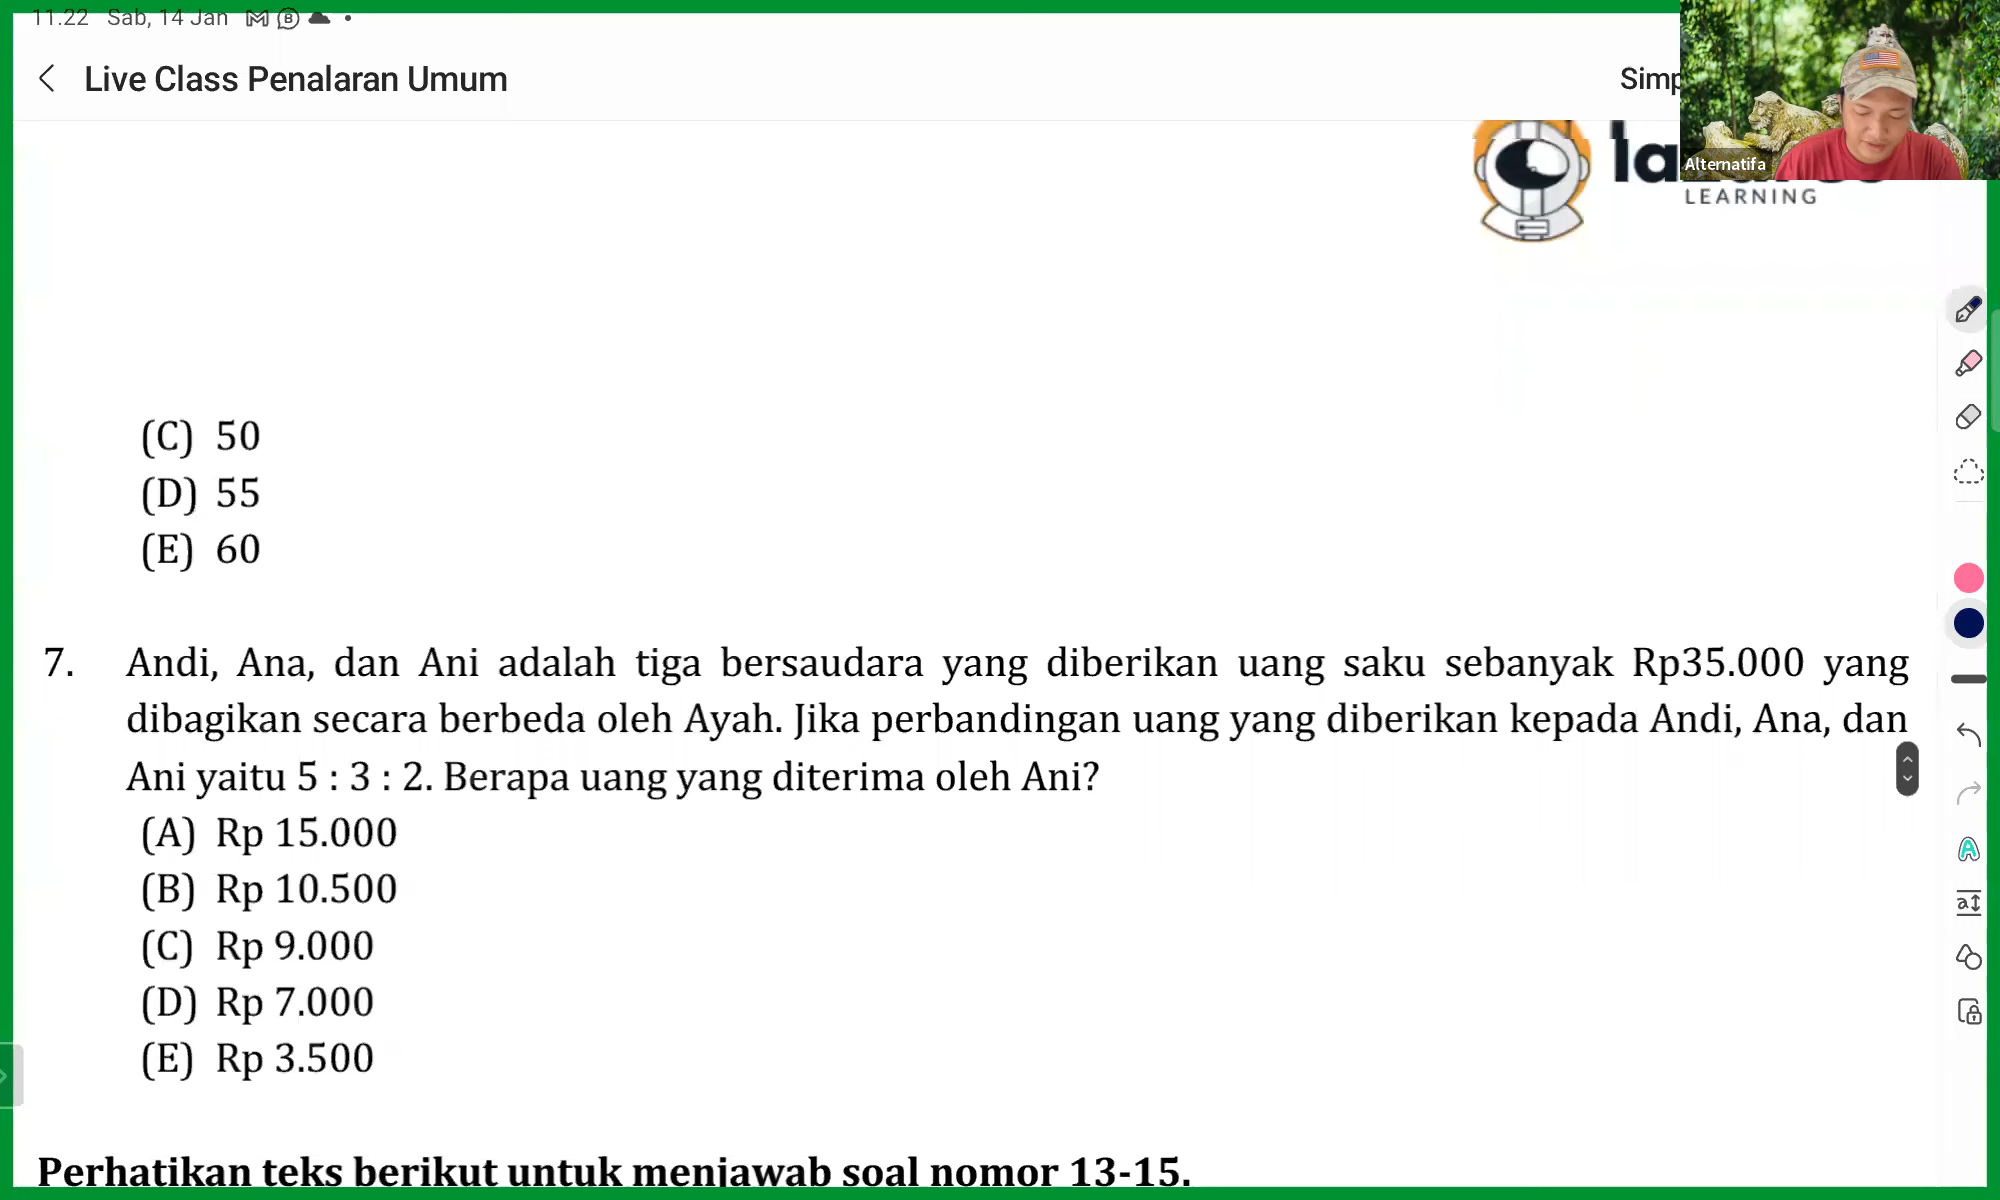 11.22 Sab, 14 Jan
Live Class Penalaran Umum
Simp
Alternatifa
la
LEARNING
(C) 50
(D) 55
(E) 60
7. Andi, Ana, dan Ani adalah tiga bersaudara yang diberikan uang saku sebanyak Rp35.000 yang
dibagikan secara berbeda oleh Ayah. Jika perbandingan uang yang diberikan kepada Andi, Ana, dan
Ani yaitu 5 : 3 : 2. Berapa uang yang diterima oleh Ani?
(A) Rp 15.000
(B) Rp 10.500
(C) Rp 9.000
(D) Rp 7.000
(E) Rp 3.500
Perhatikan teks berikut untuk menjawab soal nomor 13-15.